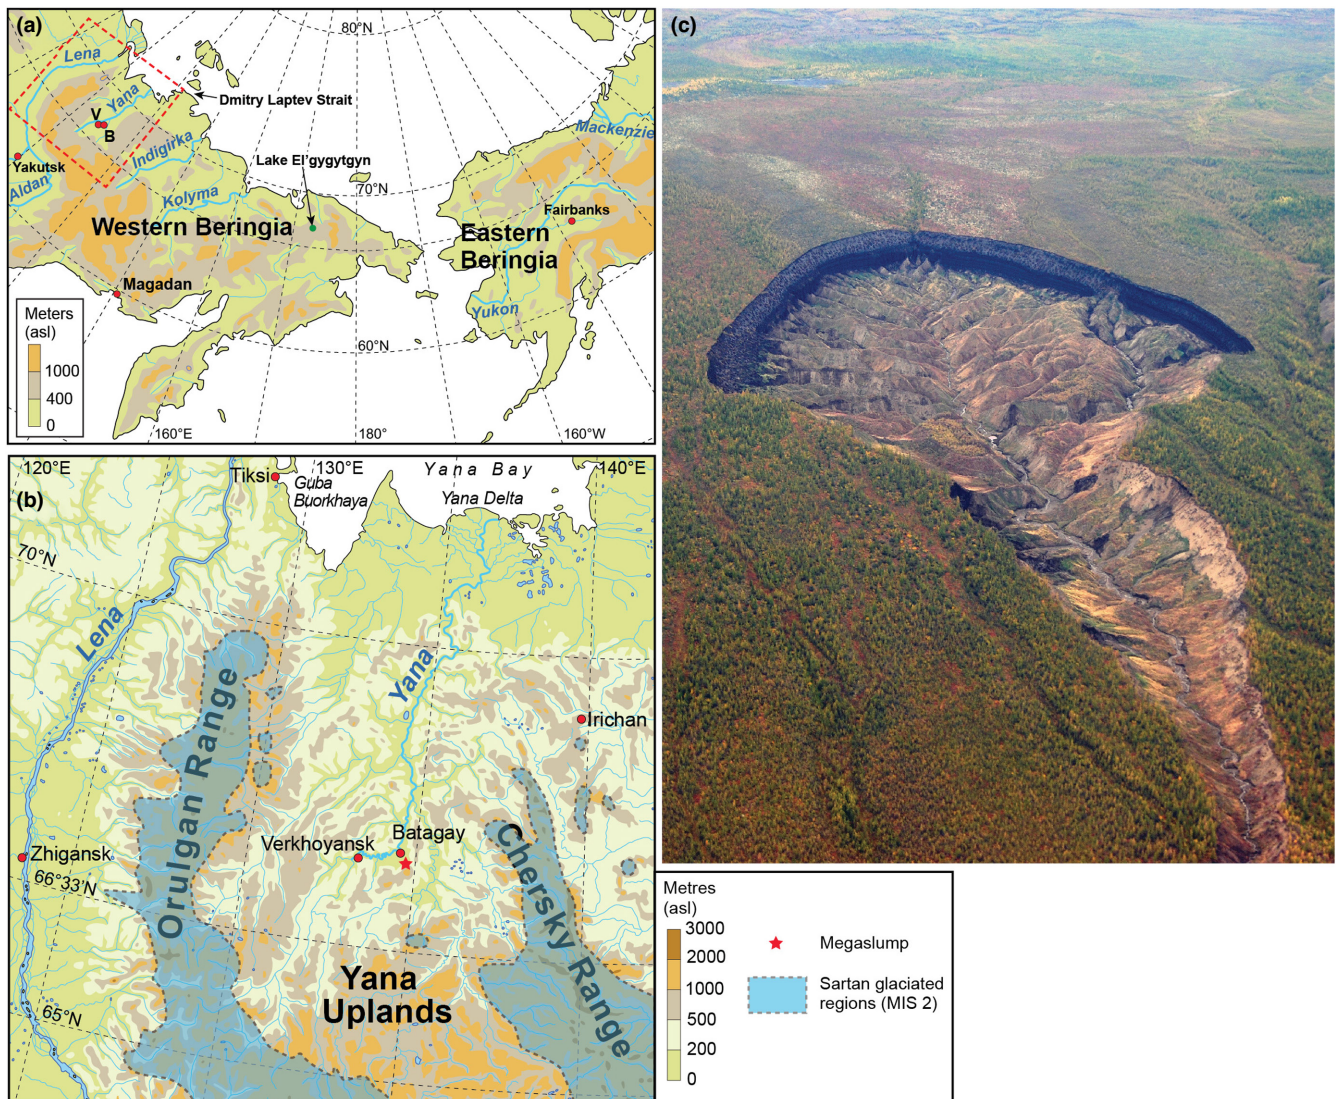 (a)
80°N
Lena
Dmitry Laptev Strait
Yana
V
B
Mackenzie
Indigirka
Lake El'gygytgyn
Yakutsk
Aldan
Kolyma
70°N
Fairbanks
Western Beringia
Eastern
Beringia
Magadan
Yukon
Meters
(asl)
1000
400
0
60°N
160°E
180°
160°W
(b)
120°E
Tiksi
130°E
Guba
Buorkhaya
Yana Bay
Yana Delta
140°E
70°N
Lena
Yana
Orulgan Range
Irichan
Verkhoyansk
Batagay
Zhigansk
66°33'N
Chersky Range
Yana
Uplands
65°N
(c)
Metres
(asl)
3000
2000
1000
500
200
0
Megaslump
Sartan glaciated
regions (MIS 2)